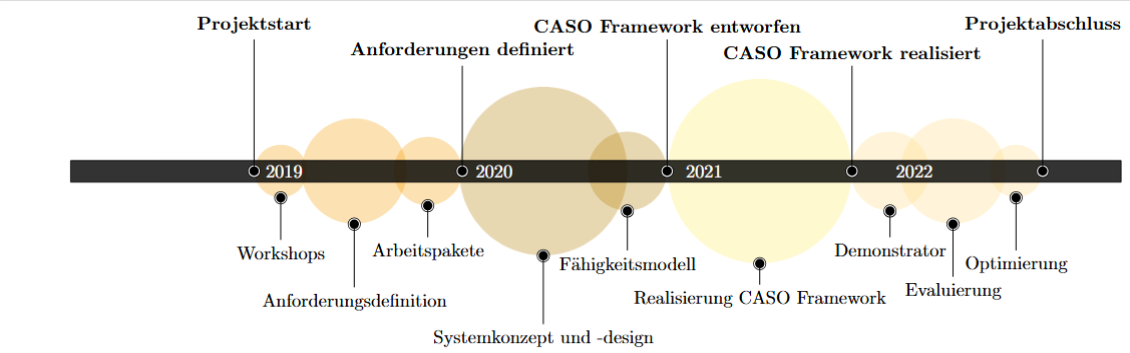 Projektstart
CASO Framework entworfen
Projektabschluss
Anforderungen definiert
CASO Framework realisiert
2019
2020
2021
2022
Workshops
Arbeitspakete
Fähigkeitsmodell
Demonstrator
Optimierung
Anforderungsdefinition
Realisierung CASO Framework
Evaluierung
Systemkonzept und -design